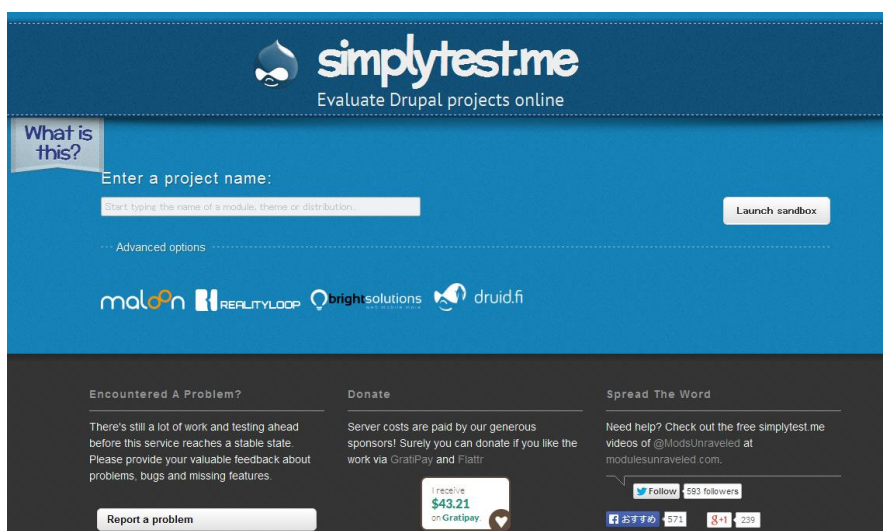 simplytest.me
Evaluate Drupal projects online
What is
this?
Enter a project name:
Start typing the name of a module, theme or distribution.
Launch sandbox
Advanced options
maloon
REALITYLOOP
brightsolutions
druid.fi
Encountered A Problem?
There's still a lot of work and testing ahead
before this service reaches a stable state.
Please provide your valuable feedback about
problems, bugs and missing features.
Report a problem
Donate
Server costs are paid by our generous
sponsors! Surely you can donate if you like the
work via GratiPay and Flattr
I receive
$43.21
on Gratipay.
Spread The Word
Need help? Check out the free simplytest.me
videos of @ModsUnraveled at
modulesunraveled.com.
Follow 593 followers
おすすめ 571 g+1 239